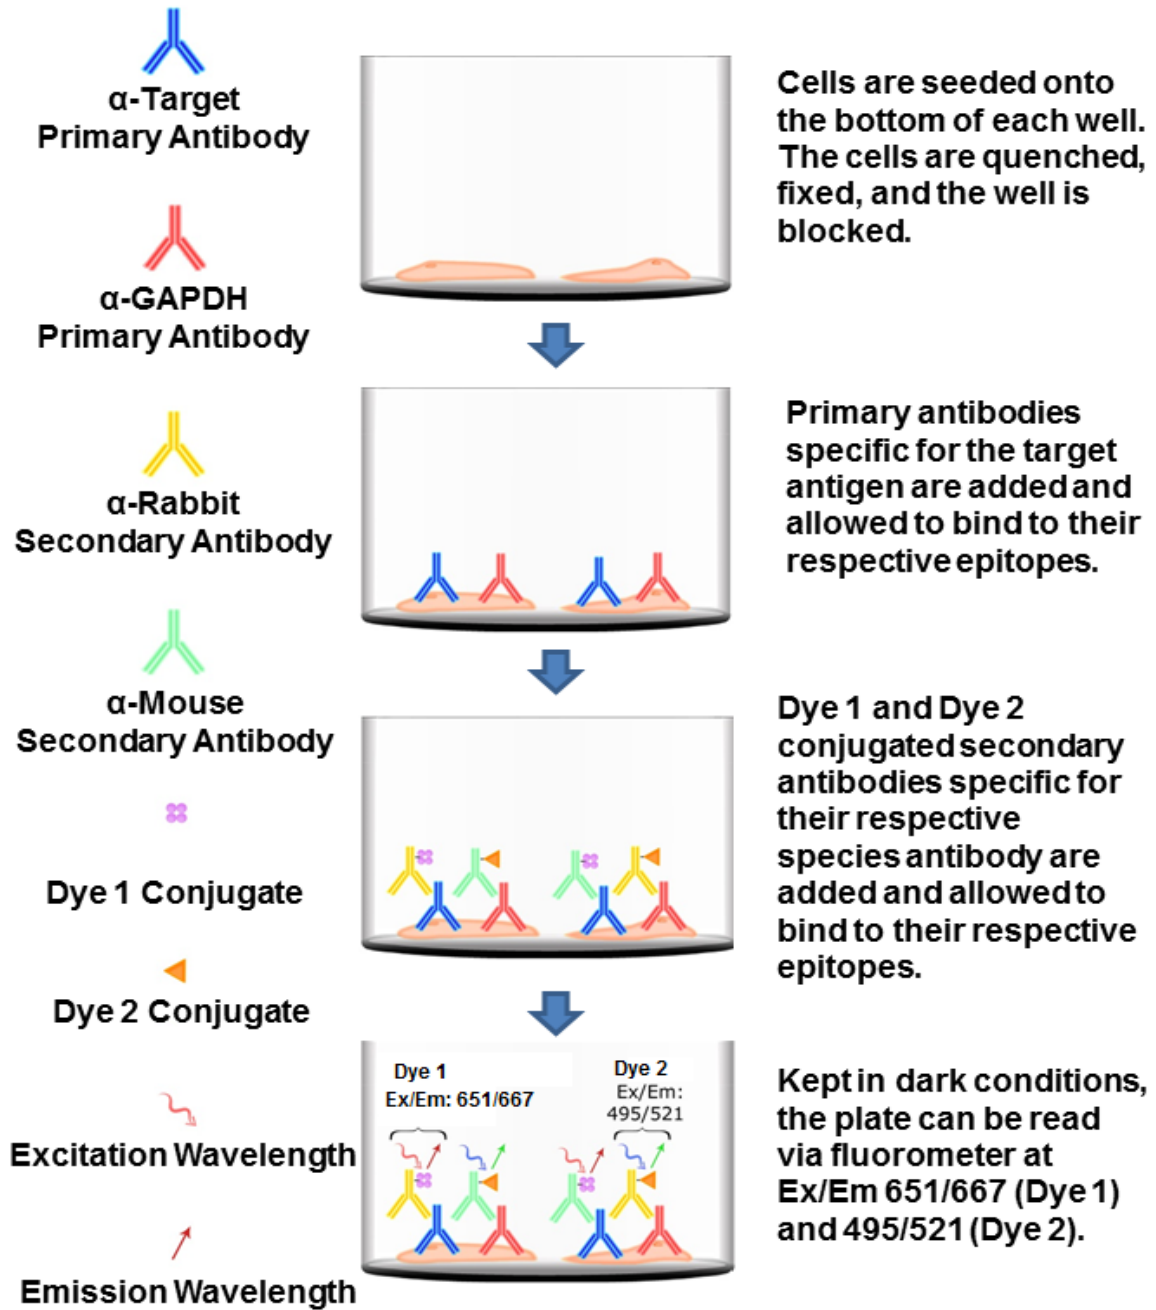 α-Target
Primary Antibody
α-GAPDH
Primary Antibody
α-Rabbit
Secondary Antibody
α-Mouse
Secondary Antibody
Dye 1 Conjugate
Dye 2 Conjugate
Excitation Wavelength
Emission Wavelength
Cells are seeded onto
the bottom of each well.
The cells are quenched,
fixed, and the well is
blocked.
Primary antibodies
specific for the target
antigen are added and
allowed to bind to their
respective epitopes.
Dye 1 and Dye 2
conjugated secondary
antibodies specific for
their respective
species antibody are
added and allowed to
bind to their respective
epitopes.
Dye 1
Ex/Em: 651/667
Dye 2
Ex/Em:
495/521
Kept in dark conditions,
the plate can be read
via fluorometer at
Ex/Em 651/667 (Dye 1)
and 495/521 (Dye 2).